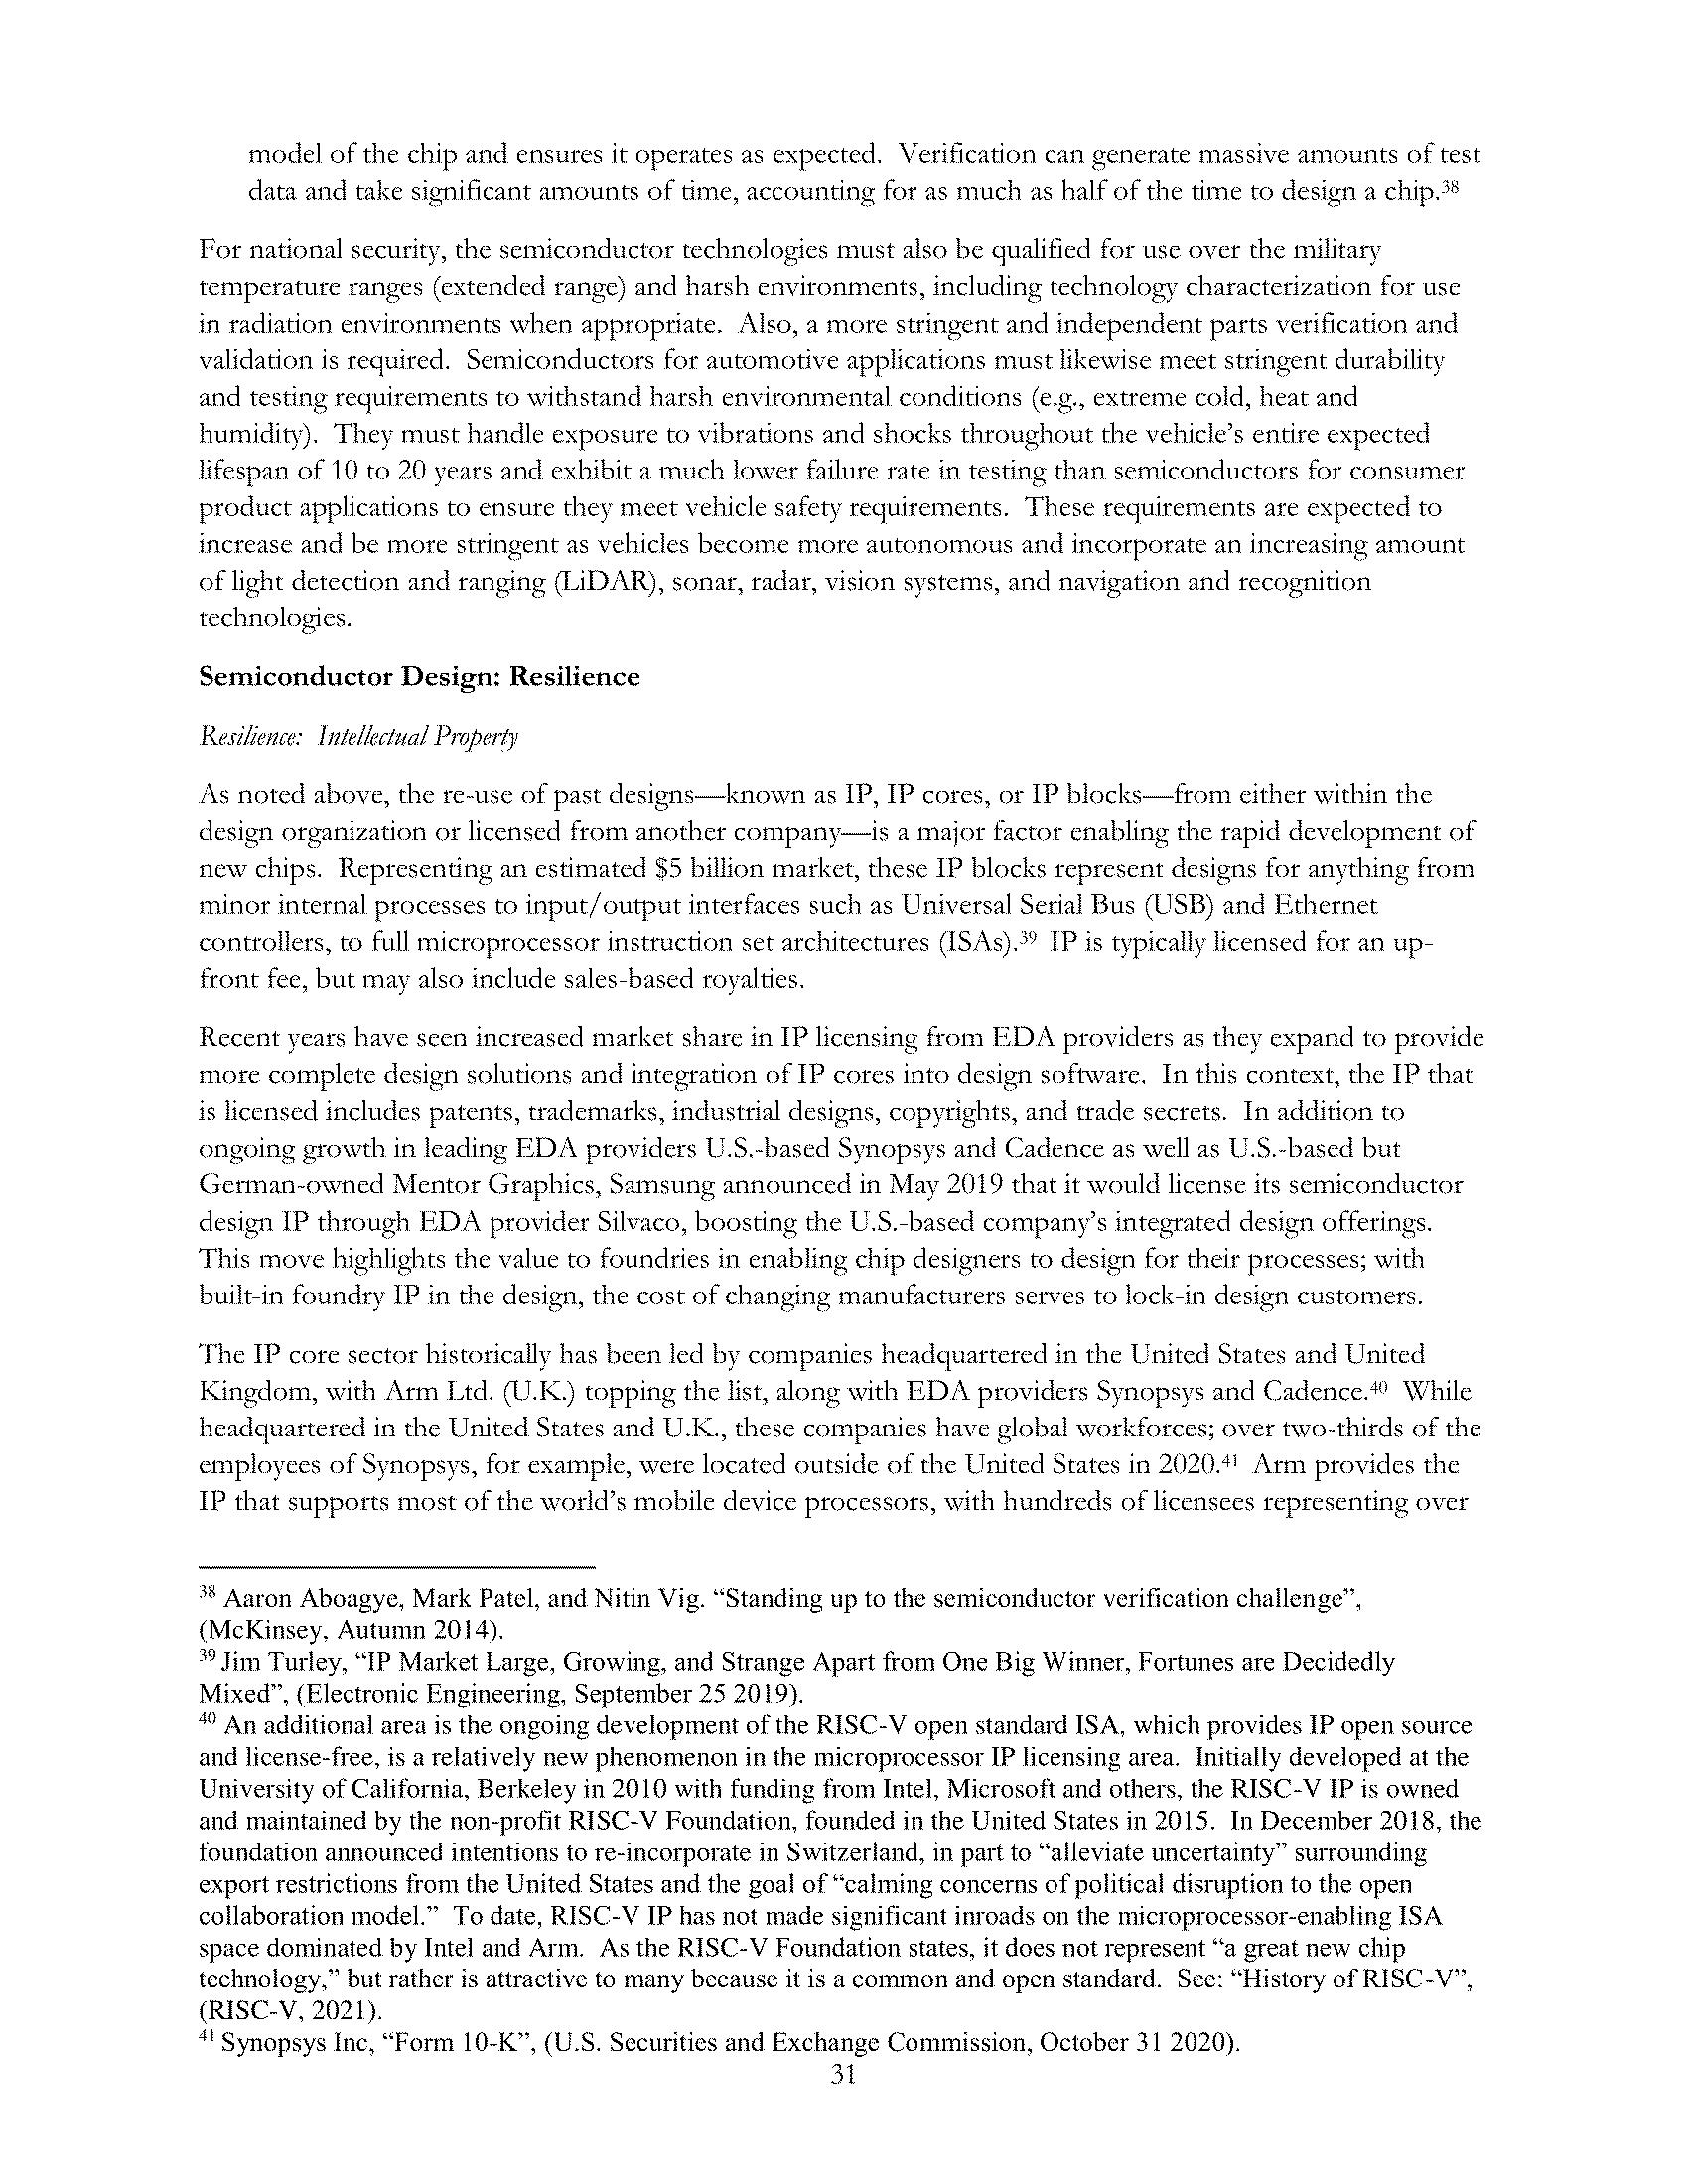 model of the chip and ensures it operates as expected.  Verification can generate massive amounts of test
data and take significant amounts of time, accounting for as much as half of the time to design a chip.38
For national security, the semiconductor technologies must also be qualified for use over the military
temperature ranges (extended range) and harsh environments, including technology characterization for use
in radiation environments when appropriate.  Also, a more stringent and independent parts verification and
validation is required.  Semiconductors for automotive applications must likewise meet stringent durability
and testing requirements to withstand harsh environmental conditions (e.g., extreme cold, heat and
humidity).  They must handle exposure to vibrations and shocks throughout the vehicle’s entire expected
lifespan of 10 to 20 years and exhibit a much lower failure rate in testing than semiconductors for consumer
product applications to ensure they meet vehicle safety requirements.  These requirements are expected to
increase and be more stringent as vehicles become more autonomous and incorporate an increasing amount
of light detection and ranging (LiDAR), sonar, radar, vision systems, and navigation and recognition
technologies.
Semiconductor Design: Resilience
Resilience:  Intellectual Property
As noted above, the re-use of past designs—known as IP, IP cores, or IP blocks—from either within the
design organization or licensed from another company—is a major factor enabling the rapid development of
new chips.  Representing an estimated $5 billion market, these IP blocks represent designs for anything from
minor internal processes to input/output interfaces such as Universal Serial Bus (USB) and Ethernet
controllers, to full microprocessor instruction set architectures (ISAs).39  IP is typically licensed for an up-
front fee, but may also include sales-based royalties.
Recent years have seen increased market share in IP licensing from EDA providers as they expand to provide
more complete design solutions and integration of IP cores into design software.  In this context, the IP that
is licensed includes patents, trademarks, industrial designs, copyrights, and trade secrets.  In addition to
ongoing growth in leading EDA providers U.S.-based Synopsys and Cadence as well as U.S.-based but
German-owned Mentor Graphics, Samsung announced in May 2019 that it would license its semiconductor
design IP through EDA provider Silvaco, boosting the U.S.-based company’s integrated design offerings.
This move highlights the value to foundries in enabling chip designers to design for their processes; with
built-in foundry IP in the design, the cost of changing manufacturers serves to lock-in design customers.
The IP core sector historically has been led by companies headquartered in the United States and United
Kingdom, with Arm Ltd. (U.K.) topping the list, along with EDA providers Synopsys and Cadence.40  While
headquartered in the United States and U.K., these companies have global workforces; over two-thirds of the
employees of Synopsys, for example, were located outside of the United States in 2020.41  Arm provides the
IP that supports most of the world’s mobile device processors, with hundreds of licensees representing over
38 Aaron Aboagye, Mark Patel, and Nitin Vig. “Standing up to the semiconductor verification challenge”,
(McKinsey, Autumn 2014).
39 Jim Turley, “IP Market Large, Growing, and Strange Apart from One Big Winner, Fortunes are Decidedly
Mixed”, (Electronic Engineering, September 25 2019).
40 An additional area is the ongoing development of the RISC-V open standard ISA, which provides IP open source
and license-free, is a relatively new phenomenon in the microprocessor IP licensing area.  Initially developed at the
University of California, Berkeley in 2010 with funding from Intel, Microsoft and others, the RISC-V IP is owned
and maintained by the non-profit RISC-V Foundation, founded in the United States in 2015.  In December 2018, the
foundation announced intentions to re-incorporate in Switzerland, in part to “alleviate uncertainty” surrounding
export restrictions from the United States and the goal of “calming concerns of political disruption to the open
collaboration model.”  To date, RISC-V IP has not made significant inroads on the microprocessor-enabling ISA
space dominated by Intel and Arm.  As the RISC-V Foundation states, it does not represent “a great new chip
technology,” but rather is attractive to many because it is a common and open standard.  See: “History of RISC-V”,
(RISC-V, 2021).
41 Synopsys Inc, “Form 10-K”, (U.S. Securities and Exchange Commission, October 31 2020).
31